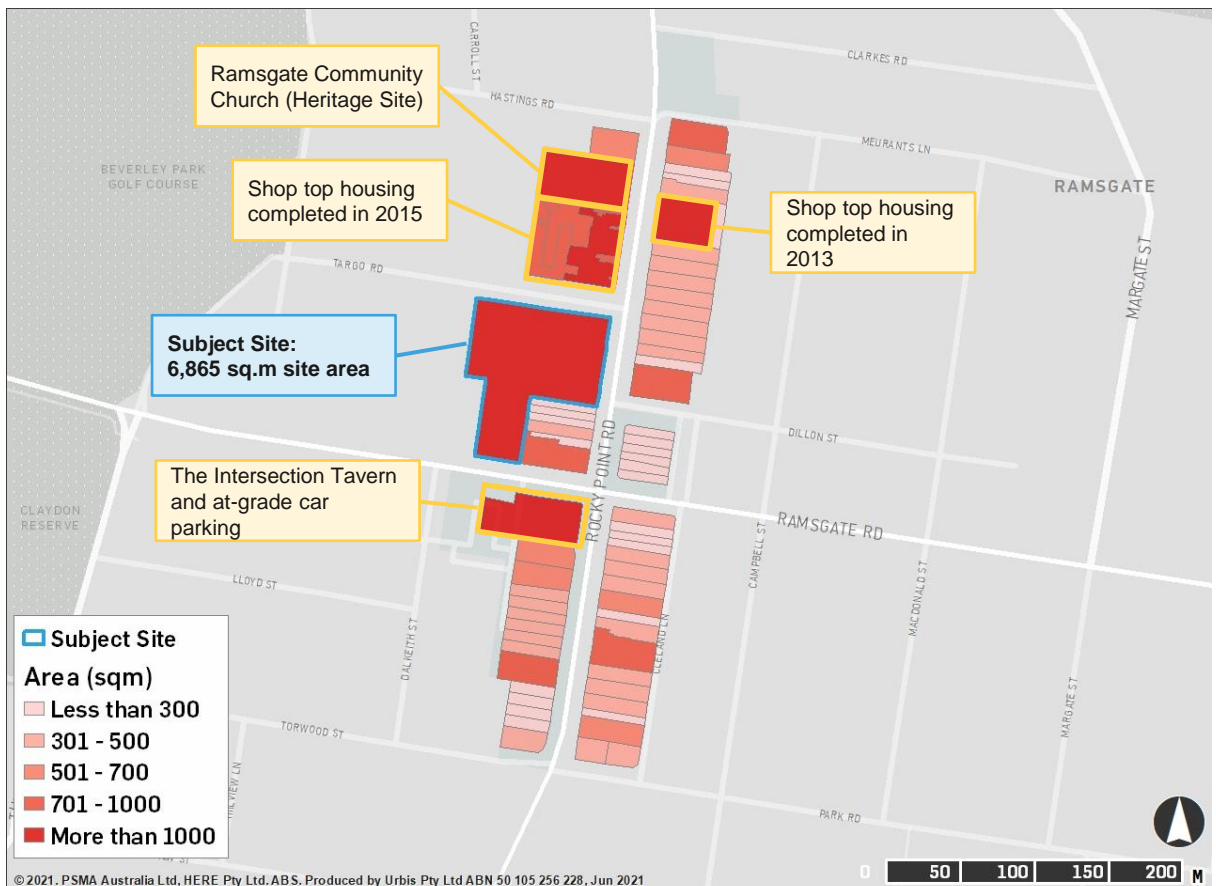 CARROLL ST
CLARKES RD
Ramsgate Community
Church (Heritage Site)
HASTINGS RD
MEURANTS LN
BEVERLEY PARK
GOLF COURSE
Shop top housing
completed in 2015
RAMSGATE
Shop top housing
completed in
2013
TARGO RD
MARGATE ST
Subject Site:
6,865 sq.m site area
DILLON ST
ROCKY POINT RD
The Intersection Tavern
and at-grade car
parking
CLAYDON
RESERVE
RAMSGATE RD
CAMPBELL ST
MACDONALD ST
LLOYD ST
DALKEITH ST
CLELAND LN
MARGATE ST
TORWOOD ST
PARK RD
Subject Site
Area (sqm)
Less than 300
301 - 500
501 - 700
701 - 1000
More than 1000
0 50 100 150 200 M
© 2021. PSMA Australia Ltd, HERE Pty Ltd. ABS. Produced by Urbis Pty Ltd ABN 50 105 256 228, Jun 2021